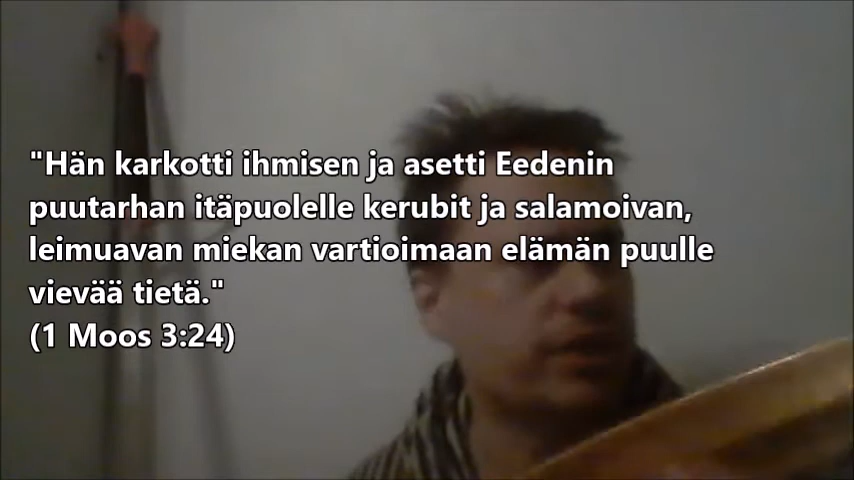 "Hän karkotti ihmisen ja asetti Eedenin
puutarhan itäpuolelle kerubit ja salamoivan,
leimuavan miekan vartioimaan elämän puulle
vievää tietä."
(1 Moos 3:24)